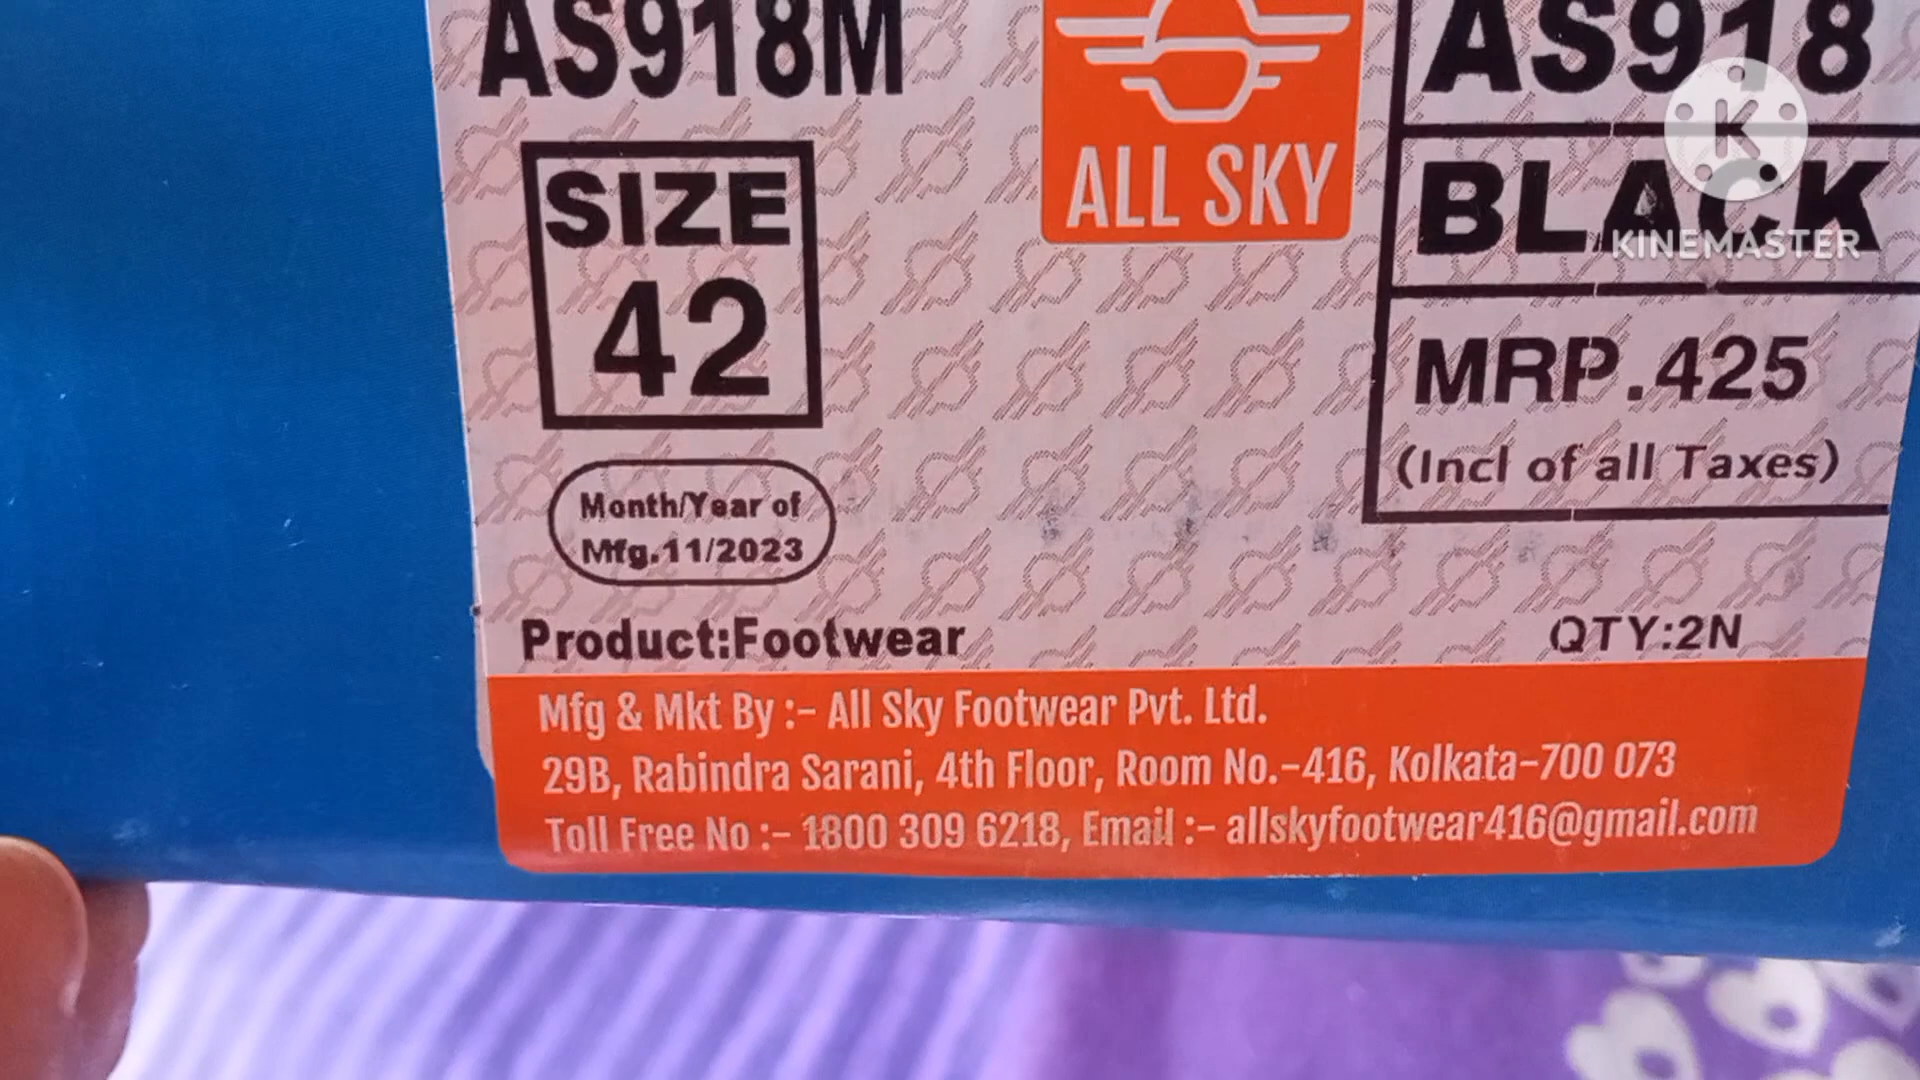 AS918M
ALL SKY
AS918
SIZE
42
BLACK
KINEMASTER
MRP.425
(Incl of all Taxes)
Month/Year of
Mfg.11/2023
Product:Footwear
QTY:2N
Mfg & Mkt By :- All Sky Footwear Pvt. Ltd.
29B, Rabindra Sarani, 4th Floor, Room No.-416, Kolkata-700 073
Toll Free No :- 1800 309 6218, Email :- allskyfootwear416@gmail.com